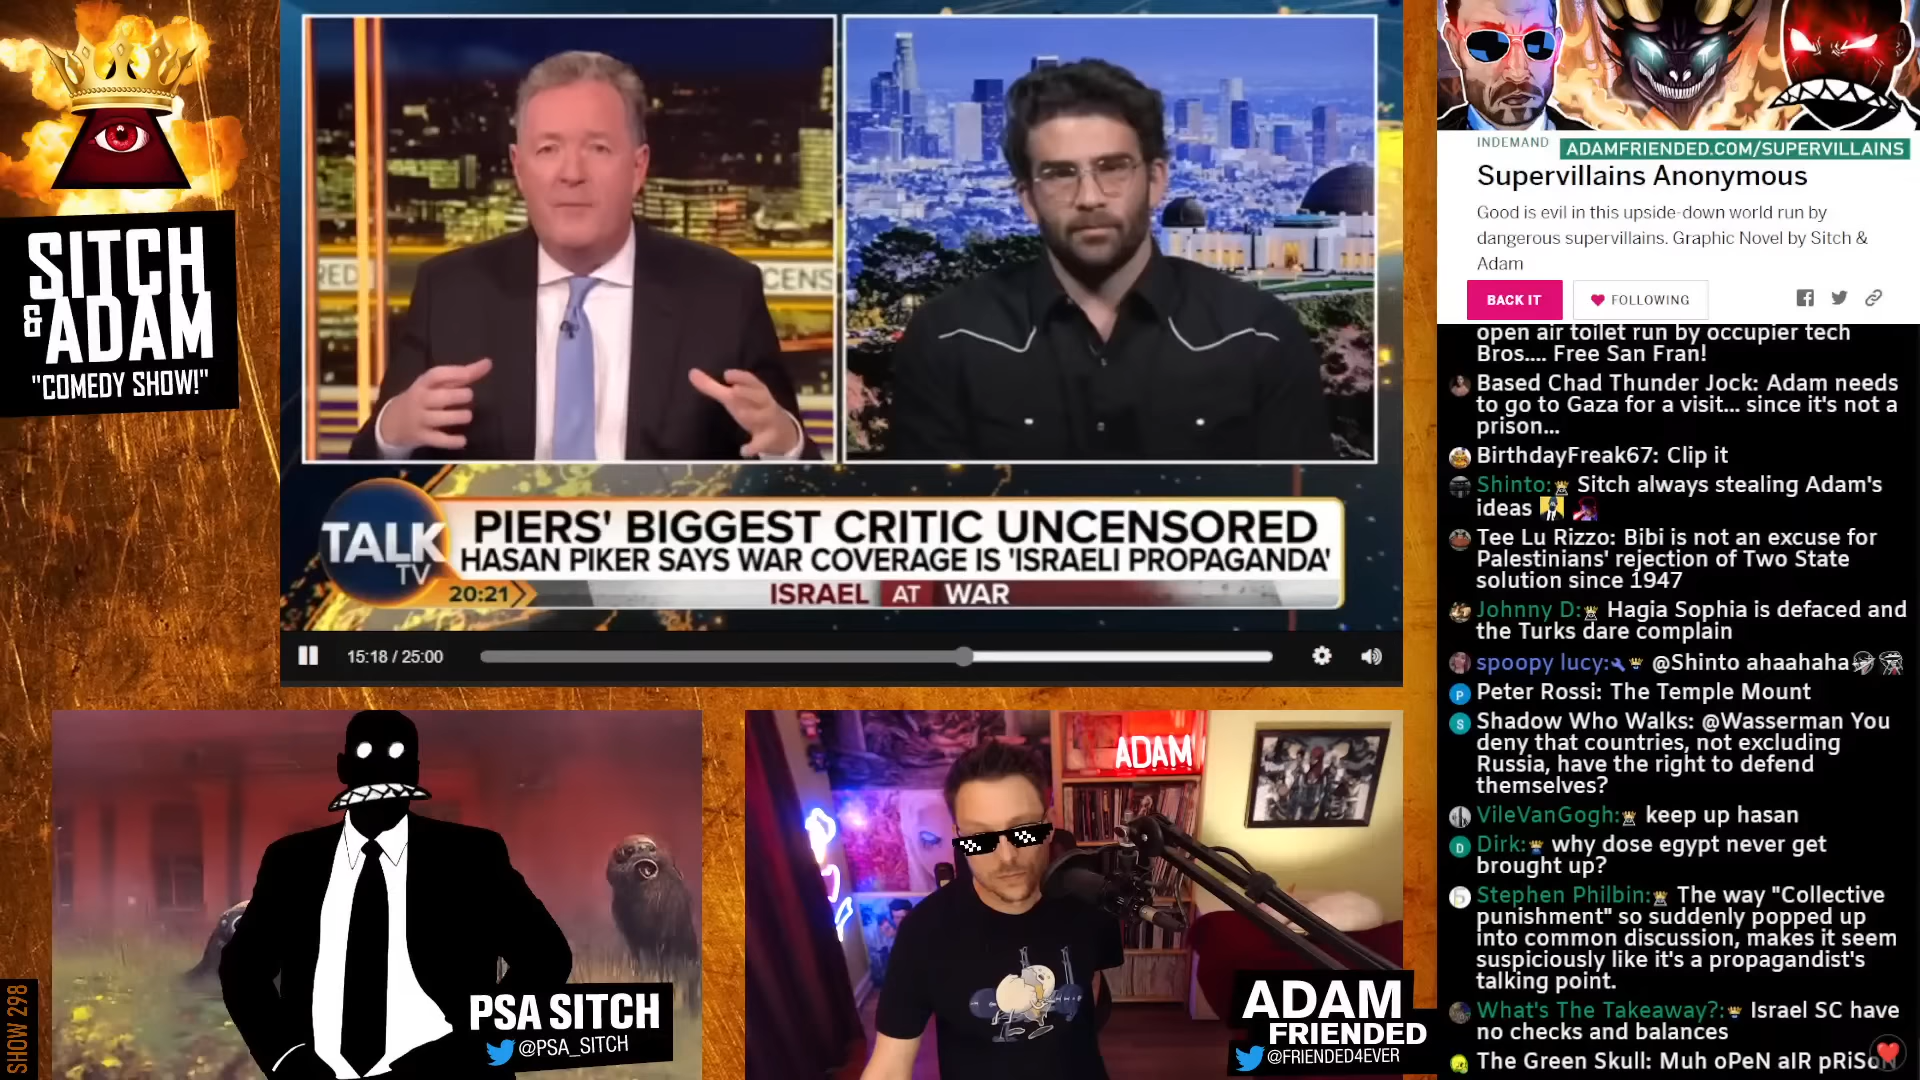 SITCH
& ADAM
"COMEDY SHOW!"
SHOW 298
RED
CENS
TALK
TV
PIERS' BIGGEST CRITIC UNCENSORED
HASAN PIKER SAYS WAR COVERAGE IS 'ISRAELI PROPAGANDA'
20:21
ISRAEL AT WAR
15:18 / 25:00
PSA SITCH
@PSA_SITCH
ADAM
ADAM
FRIENDED
@FRIENDED4EVER
INDEMAND
ADAMFRIENDED.COM/SUPERVILLAINS
Supervillains Anonymous
Good is evil in this upside-down world run by
dangerous supervillains. Graphic Novel by Sitch &
Adam
BACK IT
FOLLOWING
open air toilet run by occupier tech
Bros.... Free San Fran!
Based Chad Thunder Jock: Adam needs
to go to Gaza for a visit... since it's not a
prison...
BirthdayFreak67: Clip it
Shinto: Sitch always stealing Adam's
ideas
Tee Lu Rizzo: Bibi is not an excuse for
Palestinians' rejection of Two State
solution since 1947
Johnny D: Hagia Sophia is defaced and
the Turks dare complain
spoopy lucy: @Shinto ahaahaha
P Peter Rossi: The Temple Mount
S Shadow Who Walks: @Wasserman You
deny that countries, not excluding
Russia, have the right to defend
themselves?
VileVanGogh: keep up hasan
D Dirk: why dose egypt never get
brought up?
Stephen Philbin: The way "Collective
punishment" so suddenly popped up
into common discussion, makes it seem
suspiciously like it's a propagandist's
talking point.
What's The Takeaway?: Israel SC have
no checks and balances
The Green Skull: Muh oPeN aIR pRiSoN